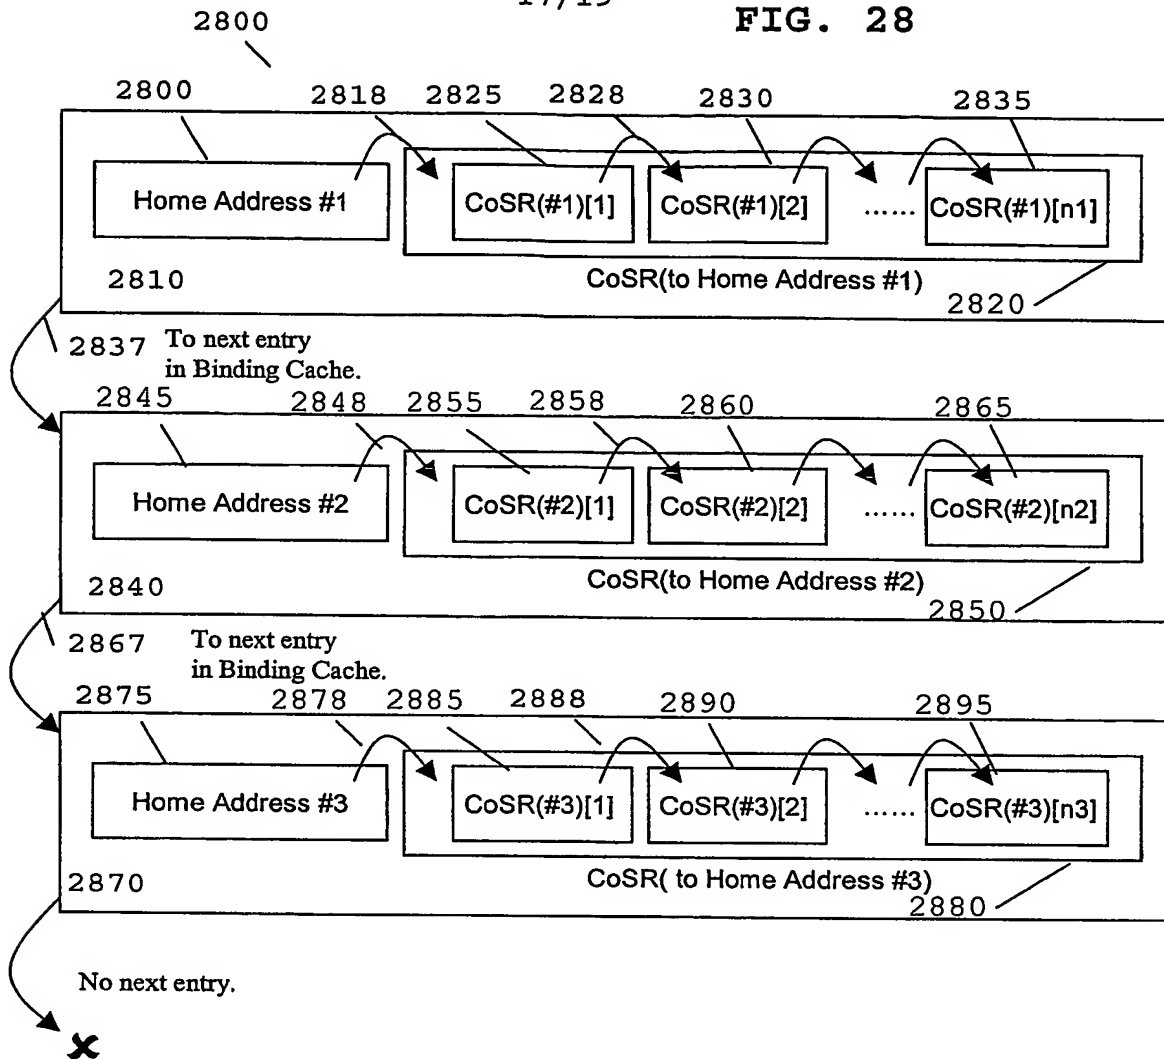 FIG. 28
2800
2800 2818 2825 2828 2830 2835
Home Address #1 CoSR(#1)[1] CoSR(#1)[2] ...... CoSR(#1)[n1]
2810 CoSR(to Home Address #1)
2820
2837 To next entry
in Binding Cache.
2845 2848 2855 2858 2860 2865
Home Address #2 CoSR(#2)[1] CoSR(#2)[2] ...... CoSR(#2)[n2]
2840 CoSR(to Home Address #2)
2850
2867 To next entry
in Binding Cache.
2875 2878 2885 2888 2890 2895
Home Address #3 CoSR(#3)[1] CoSR(#3)[2] ...... CoSR(#3)[n3]
2870 CoSR( to Home Address #3)
2880
No next entry.